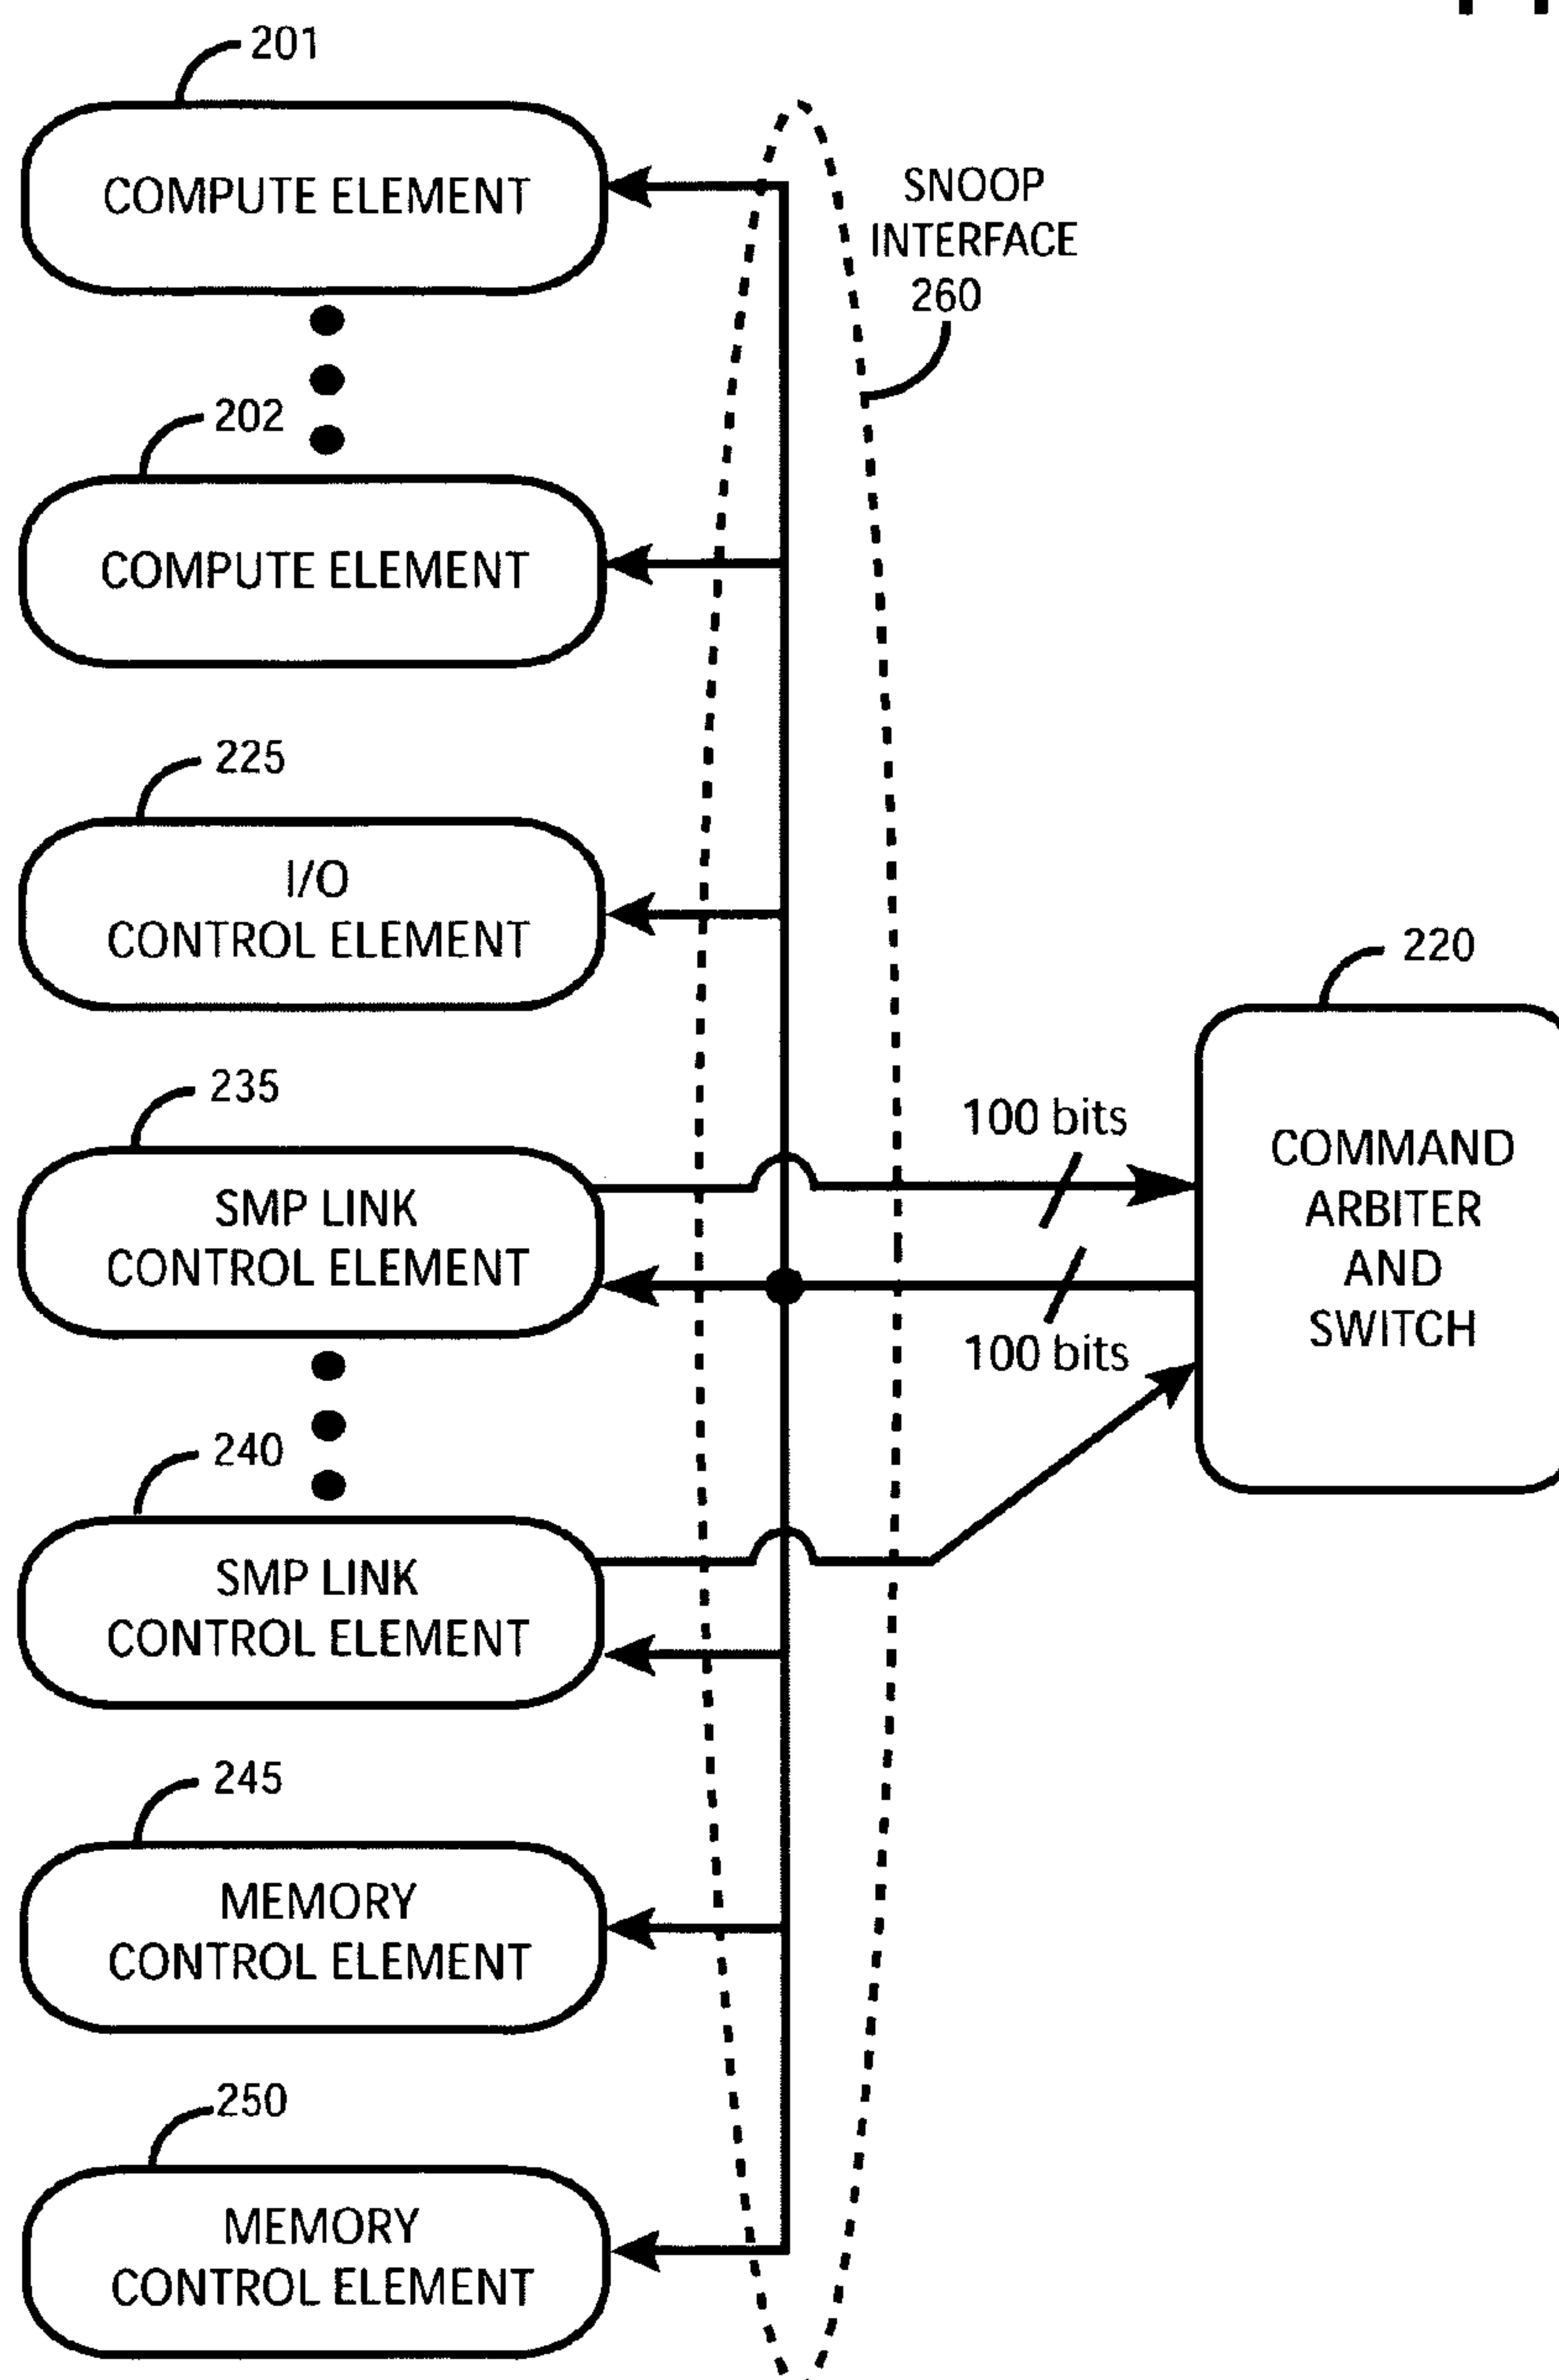 201
COMPUTE ELEMENT
SNOOP
INTERFACE
260
202
COMPUTE ELEMENT
225
I/O
CONTROL ELEMENT
220
235
SMP LINK
CONTROL ELEMENT
100 bits
COMMAND
ARBITER
AND
SWITCH
100 bits
240
SMP LINK
CONTROL ELEMENT
245
MEMORY
CONTROL ELEMENT
250
MEMORY
CONTROL ELEMENT